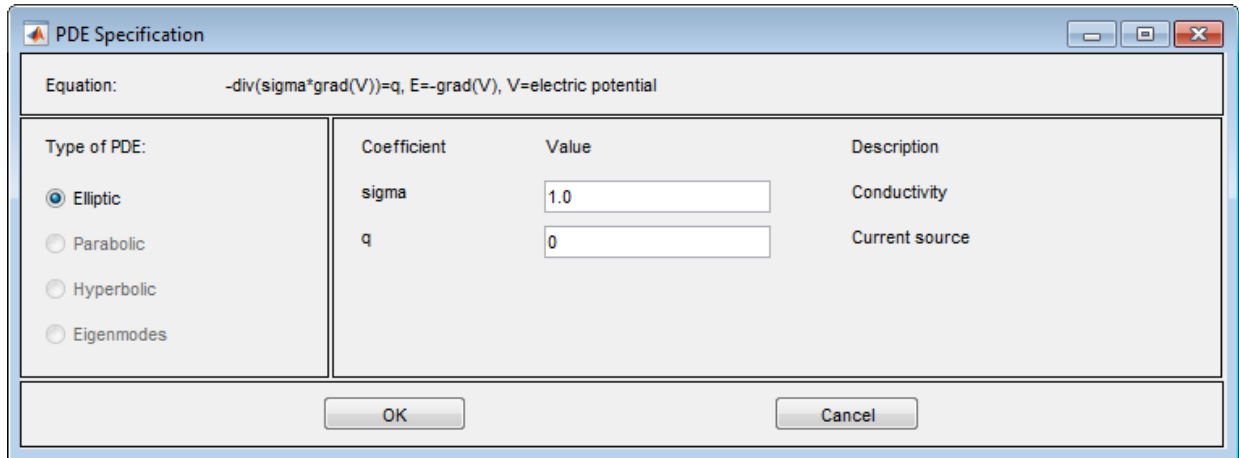 PDE Specification
Equation: -div(sigma*grad(V))=q, E=-grad(V), V=electric potential
Type of PDE:
Elliptic
Parabolic
Hyperbolic
Eigenmodes
Coefficient Value Description
sigma 1.0 Conductivity
q 0 Current source
OK Cancel